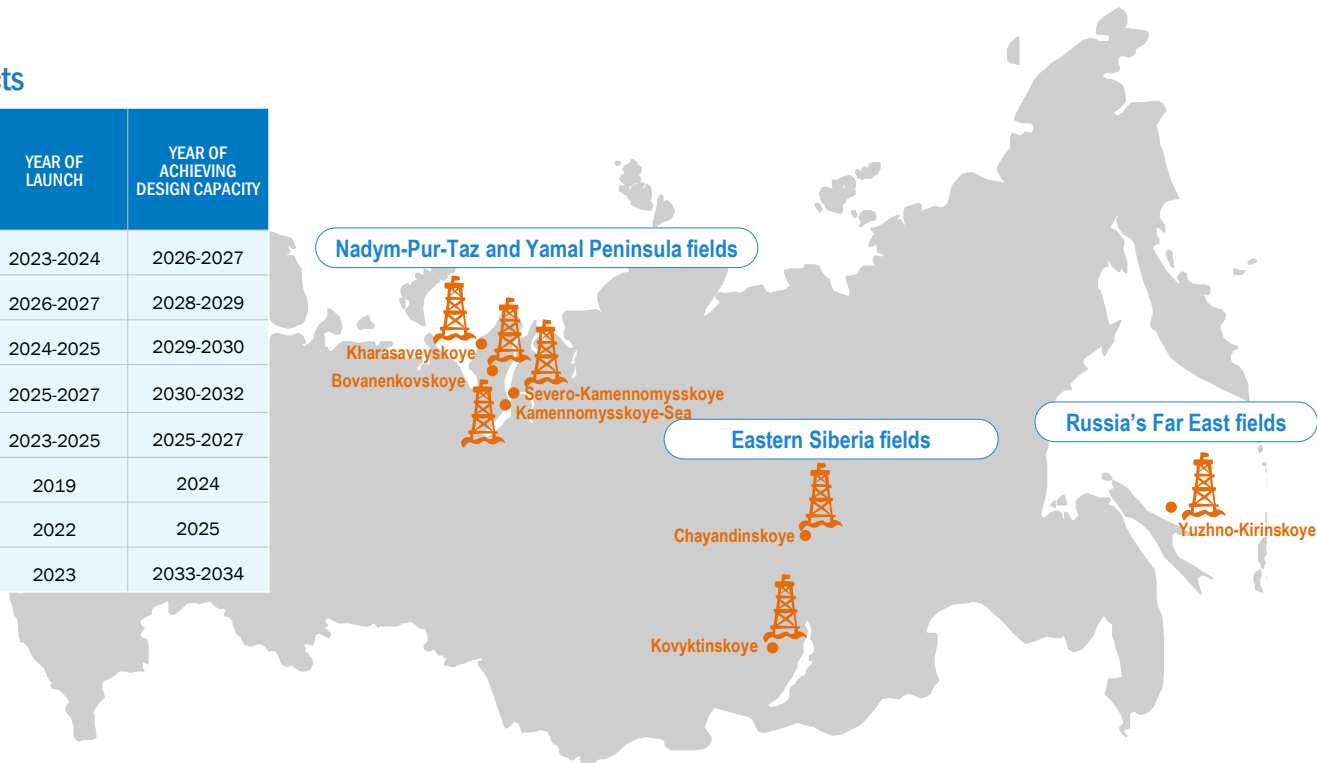 cts
YEAR OF
LAUNCH
YEAR OF
ACHIEVING
DESIGN CAPACITY
2023-2024 2026-2027
2026-2027 2028-2029
2024-2025 2029-2030
2025-2027 2030-2032
2023-2025 2025-2027
2019 2024
2022 2025
2023 2033-2034
Nadym-Pur-Taz and Yamal Peninsula fields
Kharasaveyskoye
Bovanenkovskoye
Severo-Kamennomysskoye
Kamennomysskoye-Sea
Eastern Siberia fields
Chayandinskoye
Kovyktinskoye
Russia's Far East fields
Yuzhno-Kirinskoye